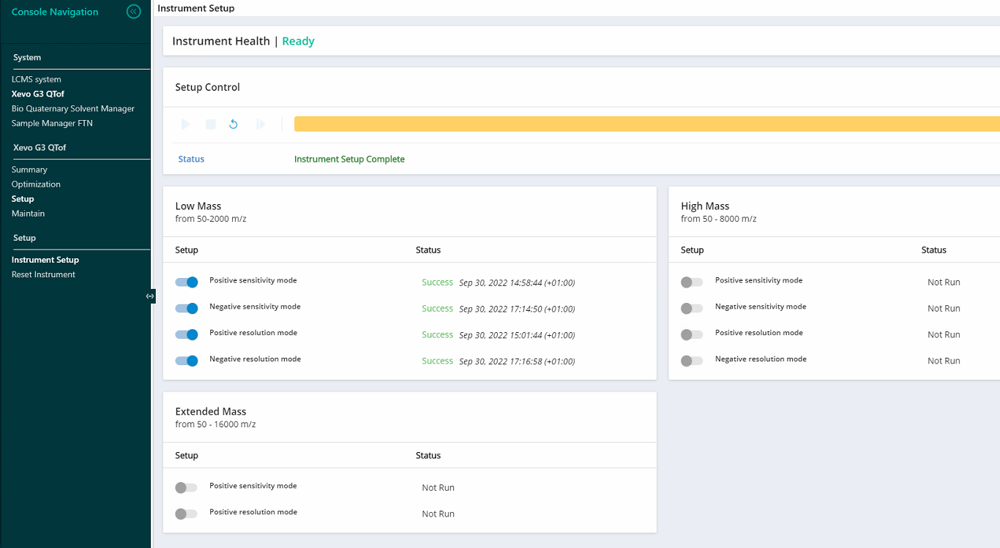 Console Navigation
System
LCMS system
Xevo G3 QTof
Bio Quaternary Solvent Manager
Sample Manager FTN
Xevo G3 QTof
Summary
Optimization
Setup
Maintain
Setup
Instrument Setup
Reset Instrument
Instrument Setup
Instrument Health | Ready
Setup Control
Status Instrument Setup Complete
Low Mass
from 50-2000 m/z
Setup Status
Positive sensitivity mode Success Sep 30, 2022 14:58:44 (+01:00)
Negative sensitivity mode Success Sep 30, 2022 17:14:50 (+01:00)
Positive resolution mode Success Sep 30, 2022 15:01:44 (+01:00)
Negative resolution mode Success Sep 30, 2022 17:16:58 (+01:00)
High Mass
from 50 - 8000 m/z
Setup Status
Positive sensitivity mode Not Run
Negative sensitivity mode Not Run
Positive resolution mode Not Run
Negative resolution mode Not Run
Extended Mass
from 50 - 16000 m/z
Setup Status
Positive sensitivity mode Not Run
Positive resolution mode Not Run